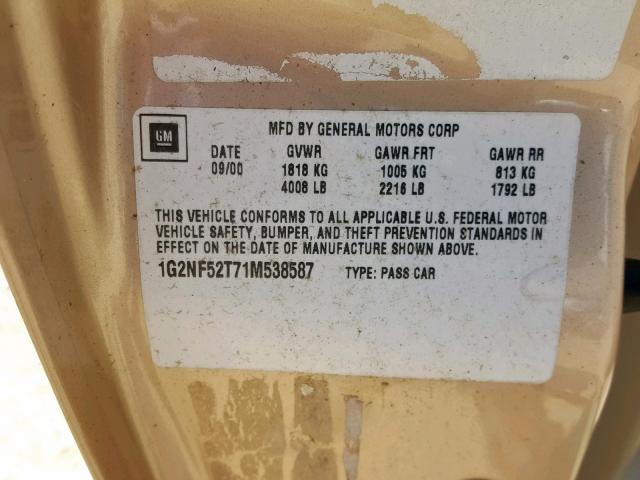 GM
MFD BY GENERAL MOTORS CORP
DATE GVWR GAWR FRT GAWR RR
09/00 1818 KG 1005 KG 813 KG
4008 LB 2216 LB 1792 LB
THIS VEHICLE CONFORMS TO ALL APPLICABLE U.S. FEDERAL MOTOR
VEHICLE SAFETY, BUMPER, AND THEFT PREVENTION STANDARDS IN
EFFECT ON THE DATE OF MANUFACTURE SHOWN ABOVE.
1G2NF52T71M538587 TYPE: PASS CAR